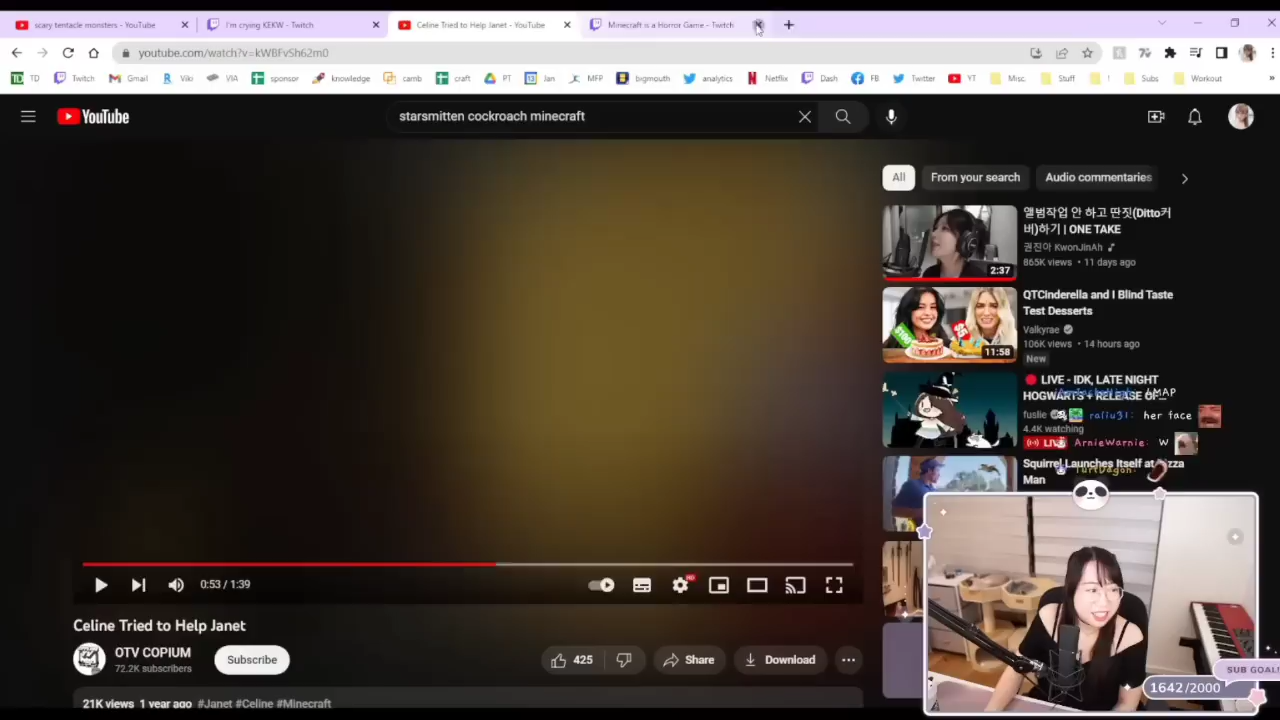 scary tentacle monsters - YouTube
I'm crying KEKW - Twitch
Celine Tried to Help Janet - YouTube
Minecraft is a Horror Game - Twitch
youtube.com/watch?v=kWBFvSh62m0
TD Twitch Gmail Viki VIA sponsor knowledge camb craft PT Jan MFP bigmouth analytics Netflix Dash FB Twitter YT Misc. Stuff ! Subs Workout »
YouTube
starsmitten cockroach minecraft
All From your search Audio commentaries
앨범작업 안 하고 딴짓(Ditto커
버)하기 | ONE TAKE
권진아 KwonJinAh
865K views • 11 days ago
2:37
QTCinderella and I Blind Taste
Test Desserts
Valkyrae
106K views • 14 hours ago
New
11:58
LIVE - IDK, LATE NIGHT
HOGWARTS + RELEASE OF...
LMAP
fuslie
raliu31: her face
4.4K watching
LIVE
ArnieWarnie: W
Squirrel Launches Itself at Pizza
Man
TurtDagon:
0:53 / 1:39
Celine Tried to Help Janet
OTV COPIUM
72.2K subscribers
Subscribe
425
Share
Download
21K views 1 year ago #Janet #Celine #Minecraft
SUB GOAL!
1642/2000